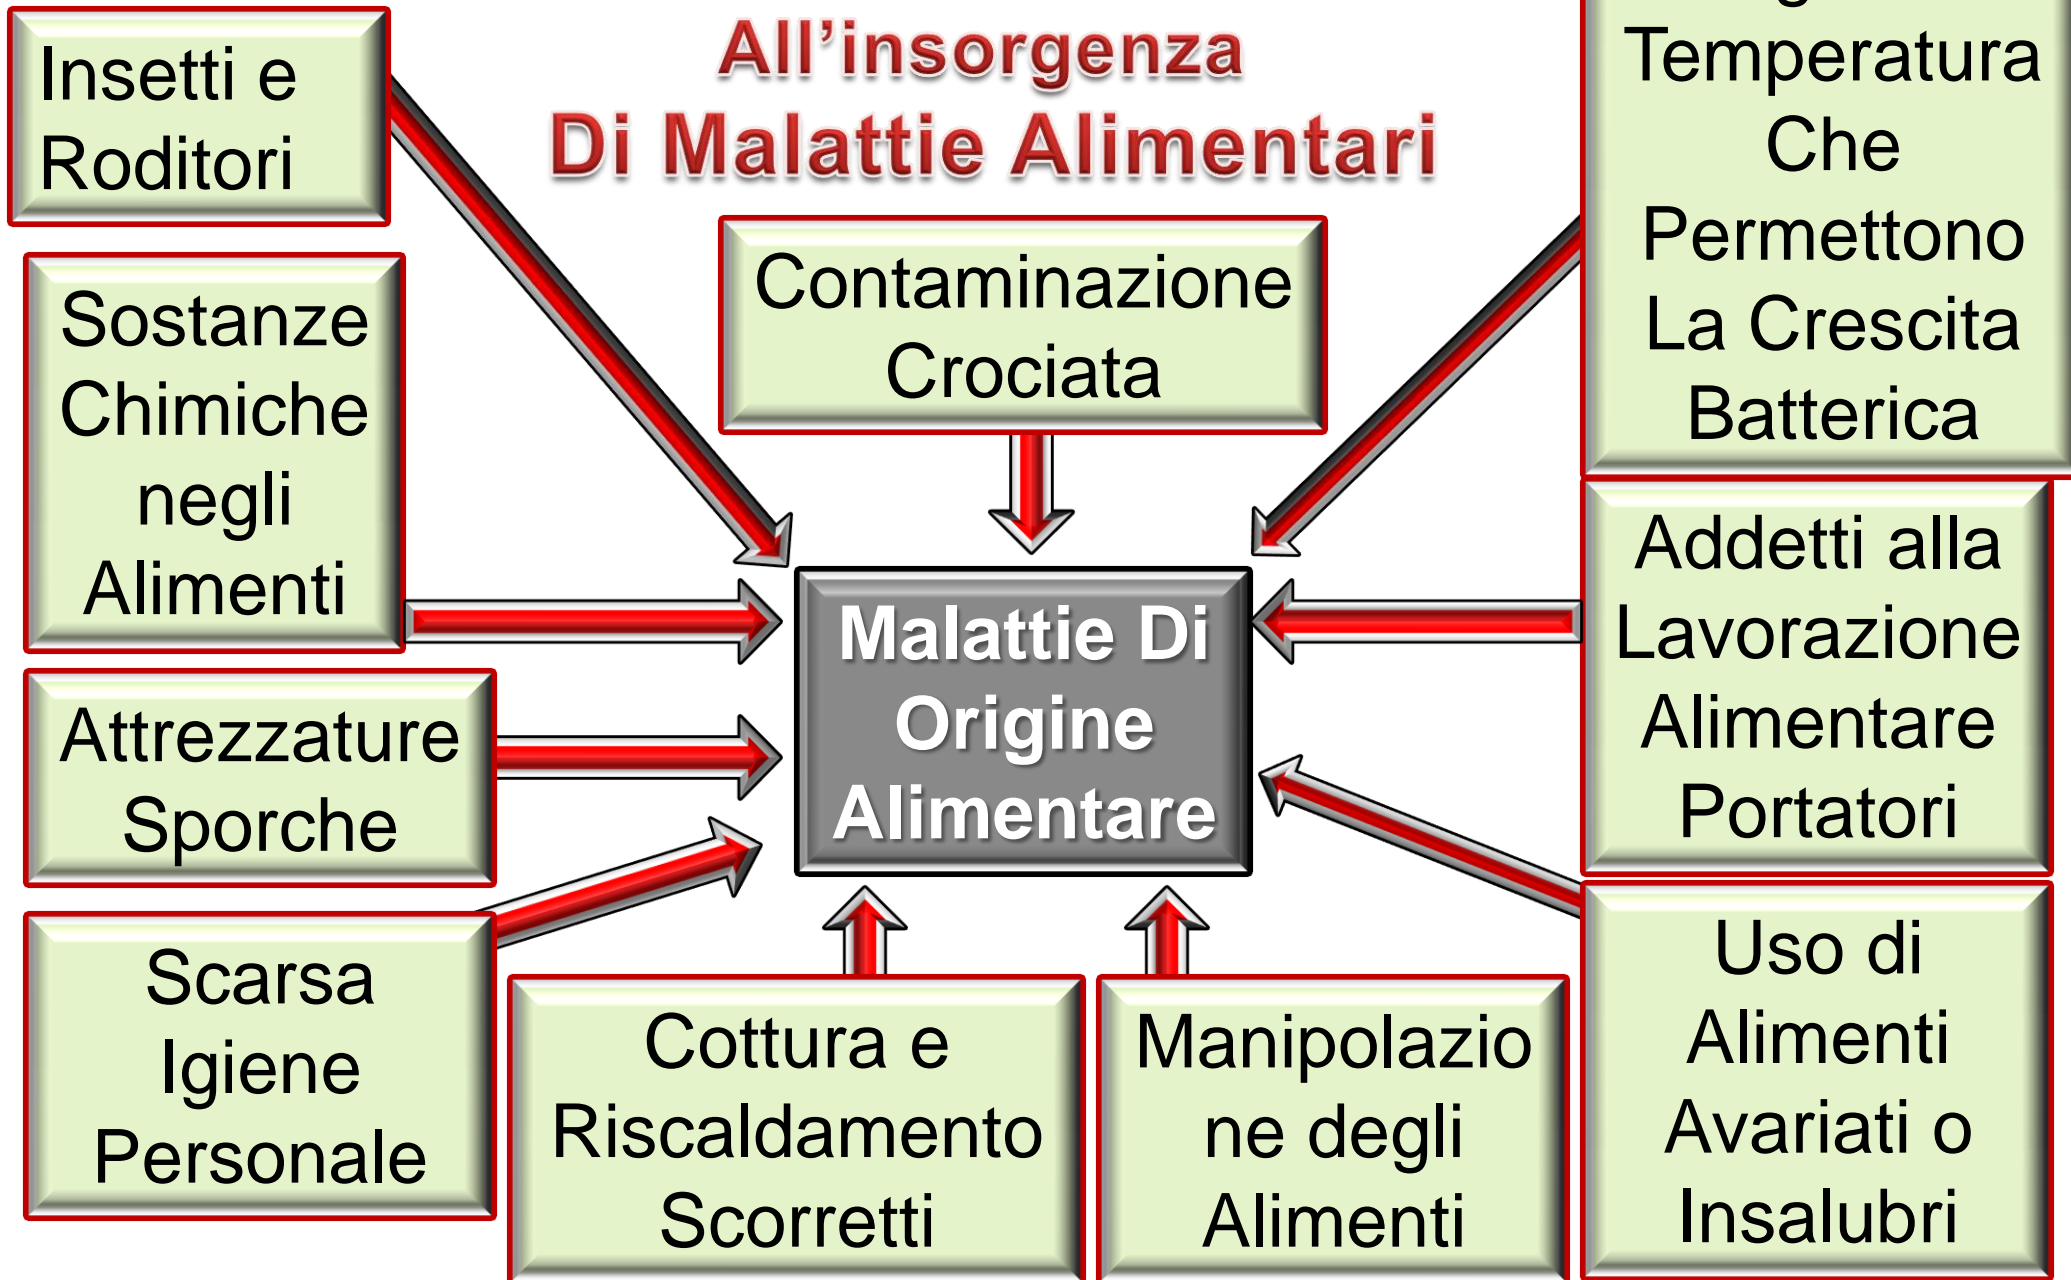 All'insorgenza
Di Malattie Alimentari
Insetti e
Roditori
Sostanze
Chimiche
negli
Alimenti
Attrezzature
Sporche
Scarsa
Igiene
Personale
Contaminazione
Crociata
Malattie Di
Origine
Alimentare
Cottura e
Riscaldamento
Scorretti
Manipolazio
ne degli
Alimenti
Temperatura
Che
Permettono
La Crescita
Batterica
Addetti alla
Lavorazione
Alimentare
Portatori
Uso di
Alimenti
Avariati o
Insalubri